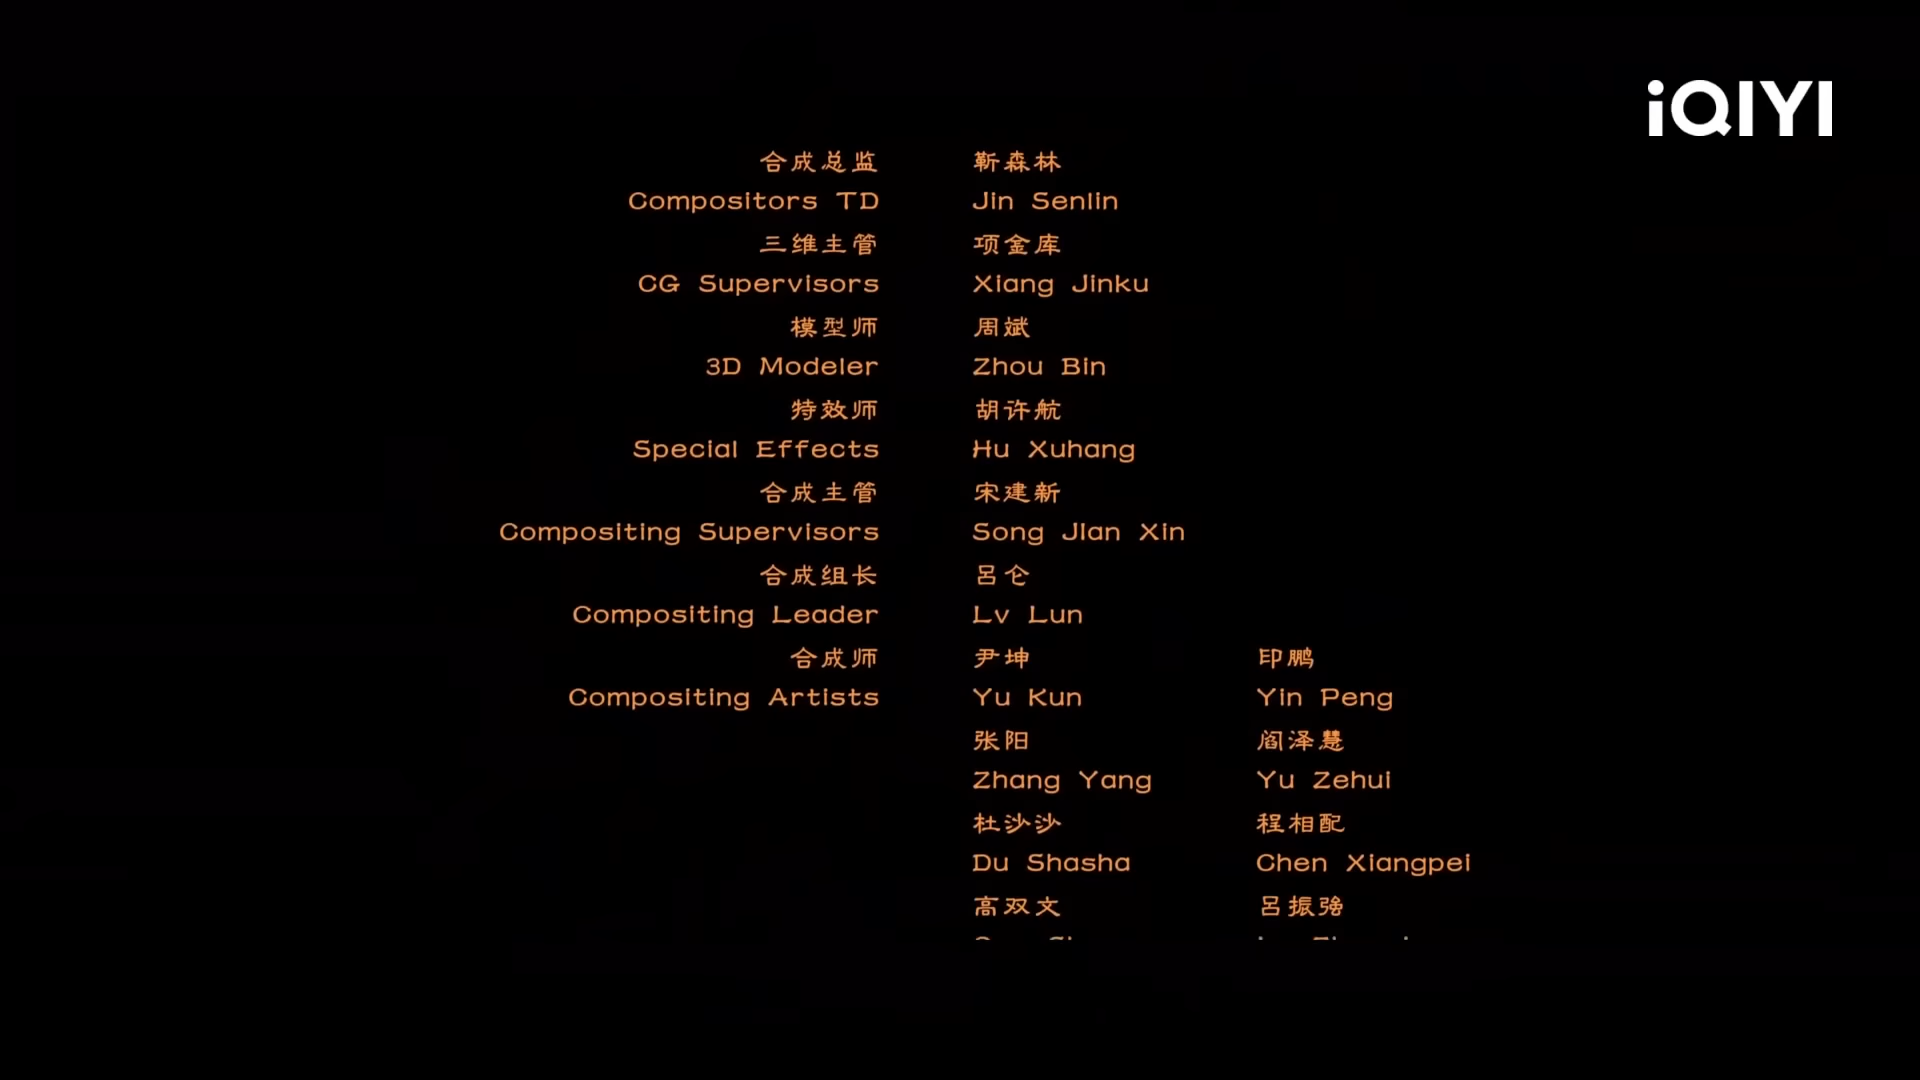 iQIYI
合成总监 靳森林
Compositors TD Jin Senlin
三维主管 项金库
CG Supervisors Xiang Jinku
模型师 周斌
3D Modeler Zhou Bin
特效师 胡许航
Special Effects Hu Xuhang
合成主管 宋建新
Compositing Supervisors Song JIan Xin
合成组长 吕仑
Compositing Leader Lv Lun
合成师 尹坤 印鹏
Compositing Artists Yu Kun Yin Peng
张阳 阎泽慧
Zhang Yang Yu Zehui
杜沙沙 程相配
Du Shasha Chen Xiangpei
高双文 吕振强